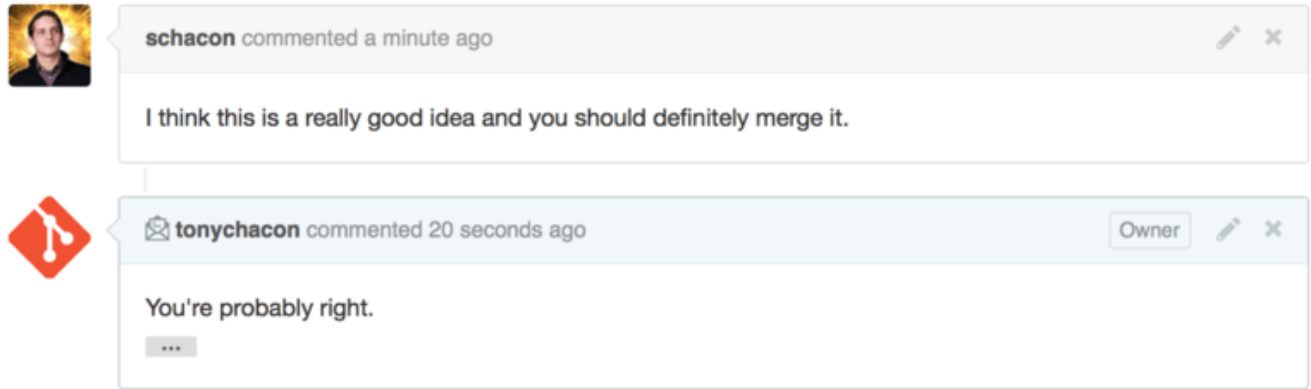 schacon commented a minute ago
I think this is a really good idea and you should definitely merge it.
tonychacon commented 20 seconds ago Owner
You're probably right.
...